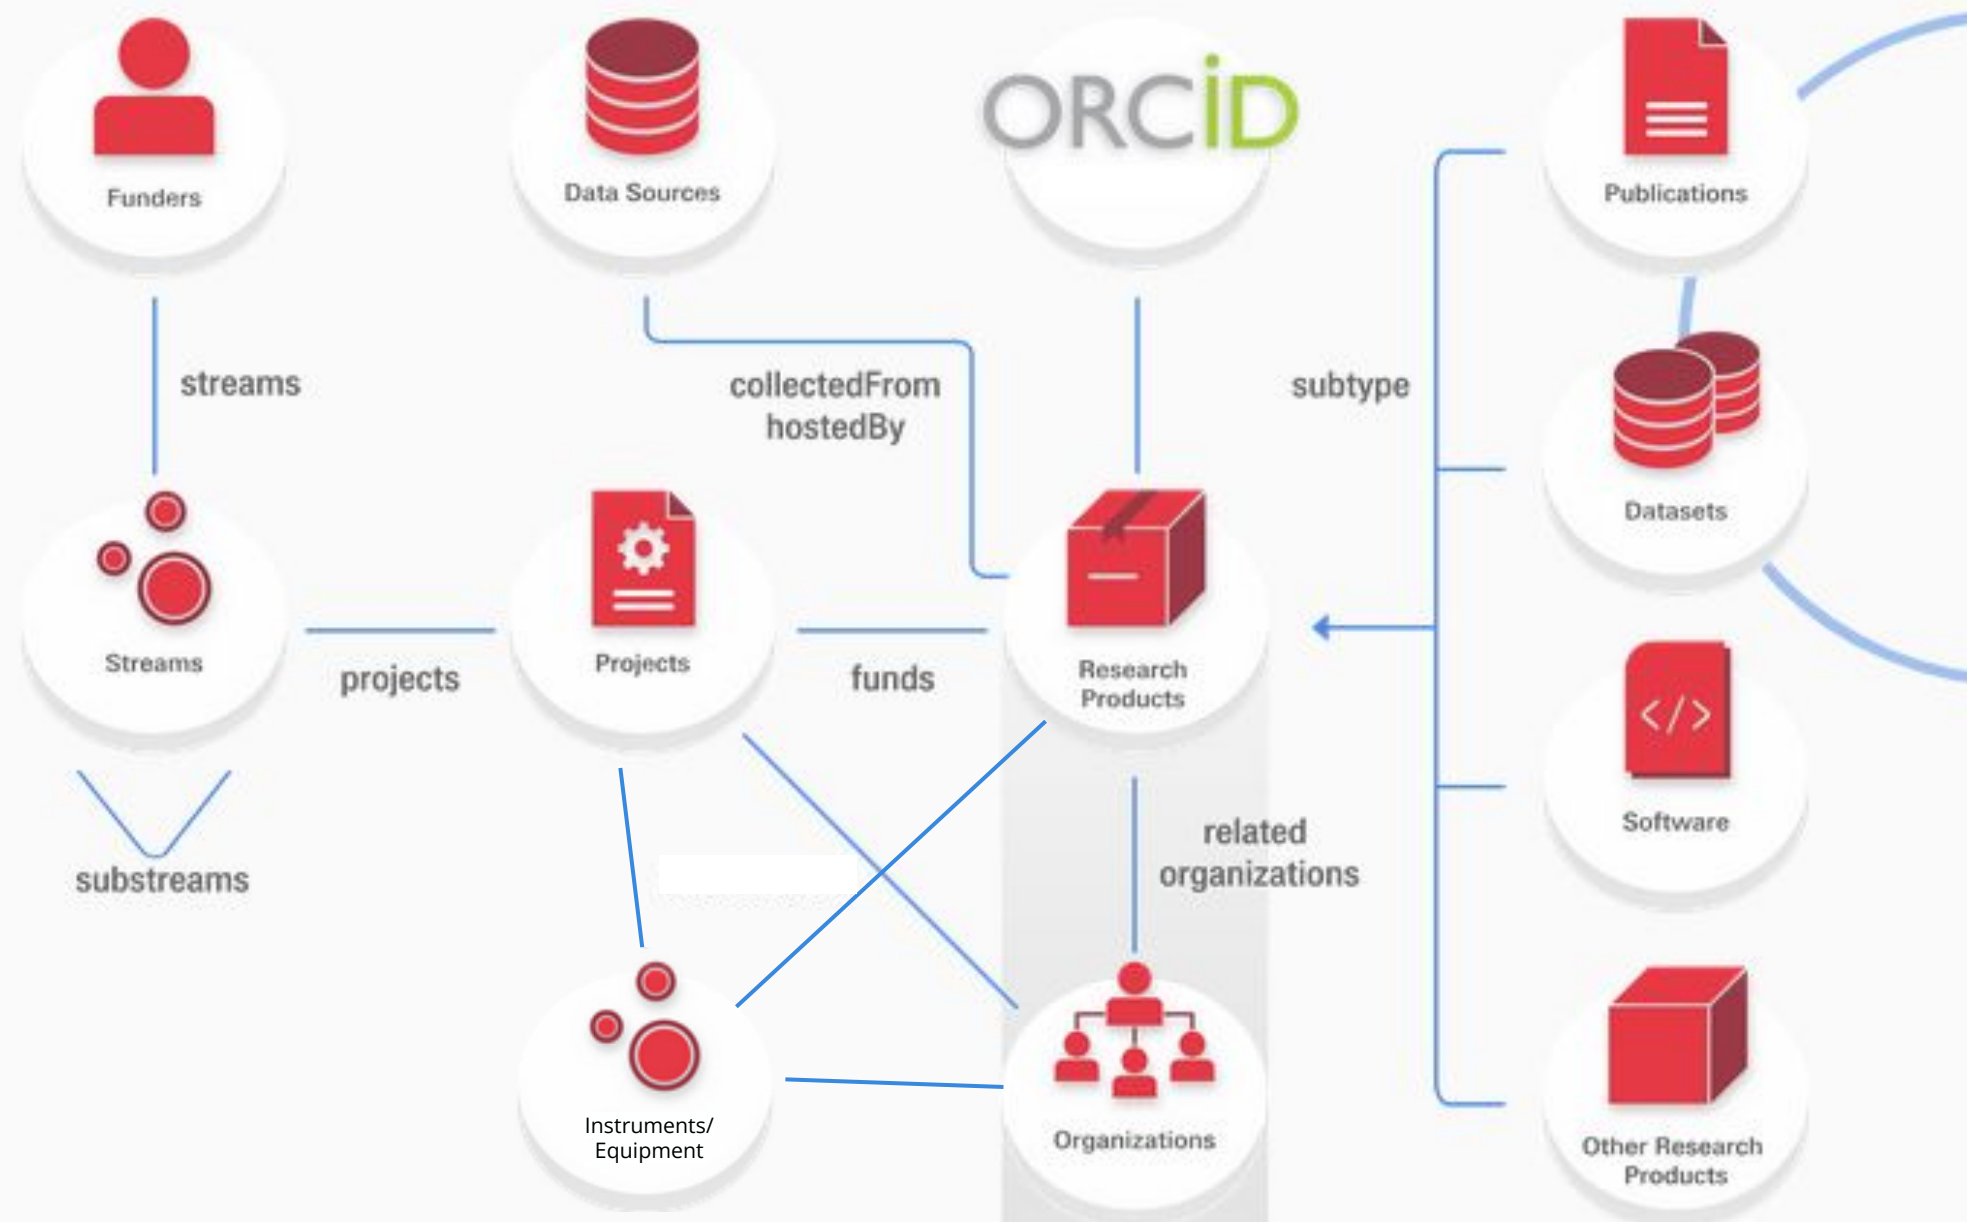 Funders
Data Sources
ORCiD
Publications
streams
collectedFrom
hostedBy
subtype
Datasets
Streams
projects
Projects
funds
Research
Products
substreams
related
organizations
</>
Software
Instruments/
Equipment
Organizations
Other Research
Products